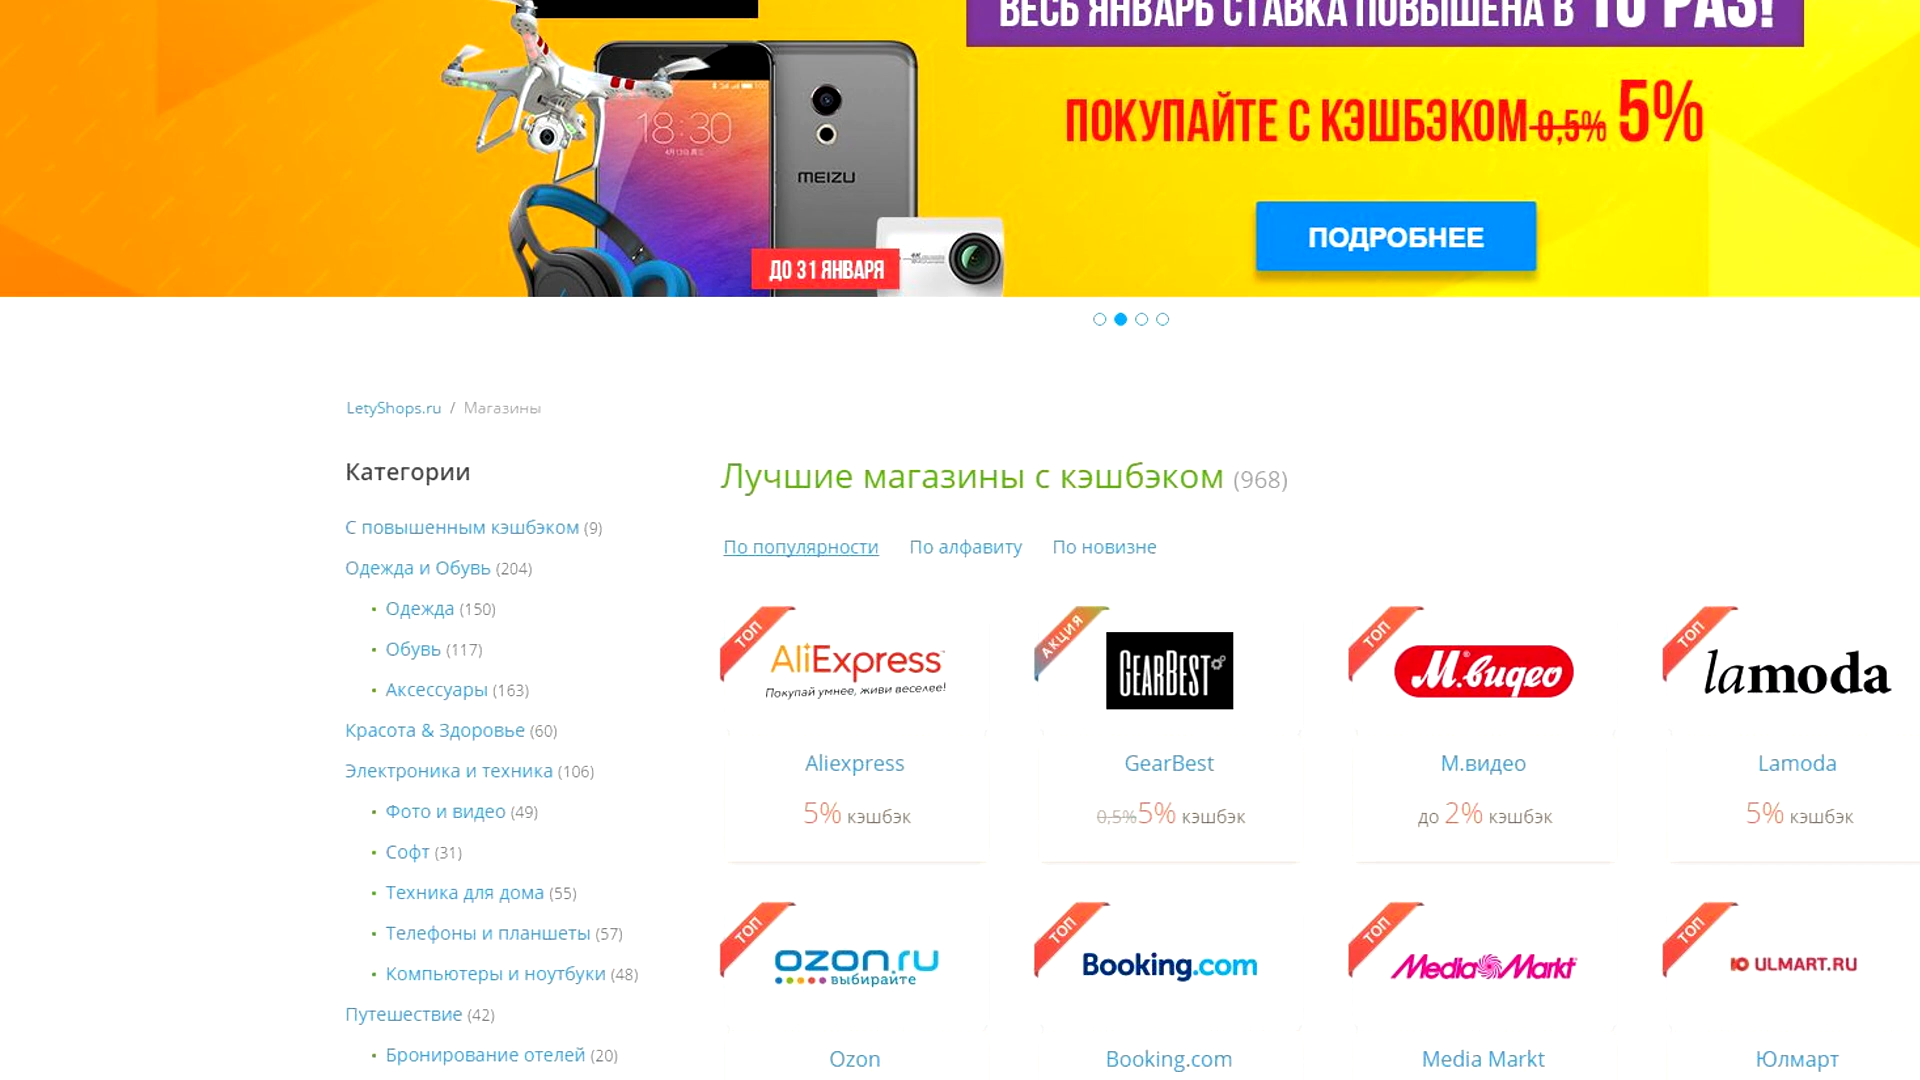 ВЕСЬ ЯНВАРЬ СТАВКА ПОВЫШЕНА В 10 РАЗ!
ПОКУПАЙТЕ С КЭШБЭКОМ 0,5% 5%
18:30
MEIZU
ПОДРОБНЕЕ
ДО 31 ЯНВАРЯ
LetyShops.ru / Магазины
Категории
С повышенным кэшбэком (9)
Одежда и Обувь (204)
Одежда (150)
Обувь (117)
Аксессуары (163)
Красота & Здоровье (60)
Электроника и техника (106)
Фото и видео (49)
Софт (31)
Техника для дома (55)
Телефоны и планшеты (57)
Компьютеры и ноутбуки (48)
Путешествие (42)
Бронирование отелей (20)
Лучшие магазины с кэшбэком (968)
По популярности По алфавиту По новизне
ТОП
AliExpress
Покупай умнее, живи веселее!
Aliexpress
5% кэшбэк
АКЦИЯ
GEARBEST
GearBest
0,5% 5% кэшбэк
ТОП
М.видео
М.видео
до 2% кэшбэк
ТОП
lamoda
Lamoda
5% кэшбэк
ТОП
ozon.ru
выбирайте
Ozon
ТОП
Booking.com
Booking.com
ТОП
Media Markt
Media Markt
ТОП
Ю ULMART.RU
Юлмарт